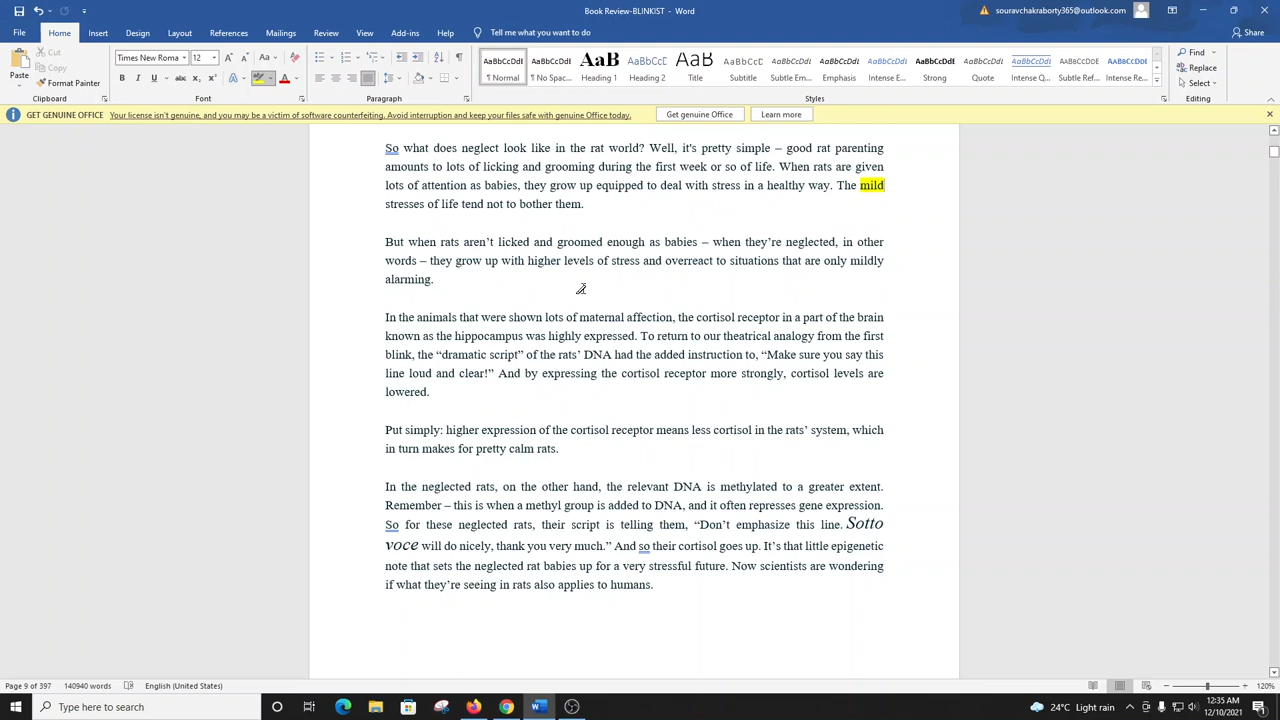 Book Review-BLINKIST - Word
souravchakraborty365@outlook.com
File Home Insert Draw Design Layout References Mailings Review View Add-ins Help Tell me what you want to do Share
Paste Cut Copy Format Painter Clipboard
Times New Roma 12 Aa Font
Paragraph
AaBbCcDdE ¶ Normal AaBbCcDdE ¶ No Spac... AaB Heading 1 AaBbCcDc Heading 2 AaB Title AaBbCcD Subtitle AaBbCcDdE Subtle Em... AaBbCcDdE Emphasis AaBbCcDdE Intense E... AaBbCcDdE Strong AaBbCcDdE Quote AaBbCcDdE Intense Q... AaBbCcDdE Subtle Ref... AaBbCcDdE Intense Re...
Styles
Find Replace Select Editing
GET GENUINE OFFICE Your license isn't genuine, and you may be a victim of software counterfeiting. Avoid interruption and keep your files safe with genuine Office today. Get genuine Office Learn more
So what does neglect look like in the rat world? Well, it's pretty simple – good rat parenting
amounts to lots of licking and grooming during the first week or so of life. When rats are given
lots of attention as babies, they grow up equipped to deal with stress in a healthy way. The mild
stresses of life tend not to bother them.
But when rats aren’t licked and groomed enough as babies – when they’re neglected, in other
words – they grow up with higher levels of stress and overreact to situations that are only mildly
alarming.
In the animals that were shown lots of maternal affection, the cortisol receptor in a part of the brain
known as the hippocampus was highly expressed. To return to our theatrical analogy from the first
blink, the “dramatic script” of the rats’ DNA had the added instruction to, “Make sure you say this
line loud and clear!” And by expressing the cortisol receptor more strongly, cortisol levels are
lowered.
Put simply: higher expression of the cortisol receptor means less cortisol in the rats’ system, which
in turn makes for pretty calm rats.
In the neglected rats, on the other hand, the relevant DNA is methylated to a greater extent.
Remember – this is when a methyl group is added to DNA, and it often represses gene expression.
So for these neglected rats, their script is telling them, “Don’t emphasize this line. Sotto
voce will do nicely, thank you very much.” And so their cortisol goes up. It’s that little epigenetic
note that sets the neglected rat babies up for a very stressful future. Now scientists are wondering
if what they’re seeing in rats also applies to humans.
Page 9 of 397 140940 words English (United States) 120%
Type here to search 24°C Light rain 12:35 AM 12/10/2021